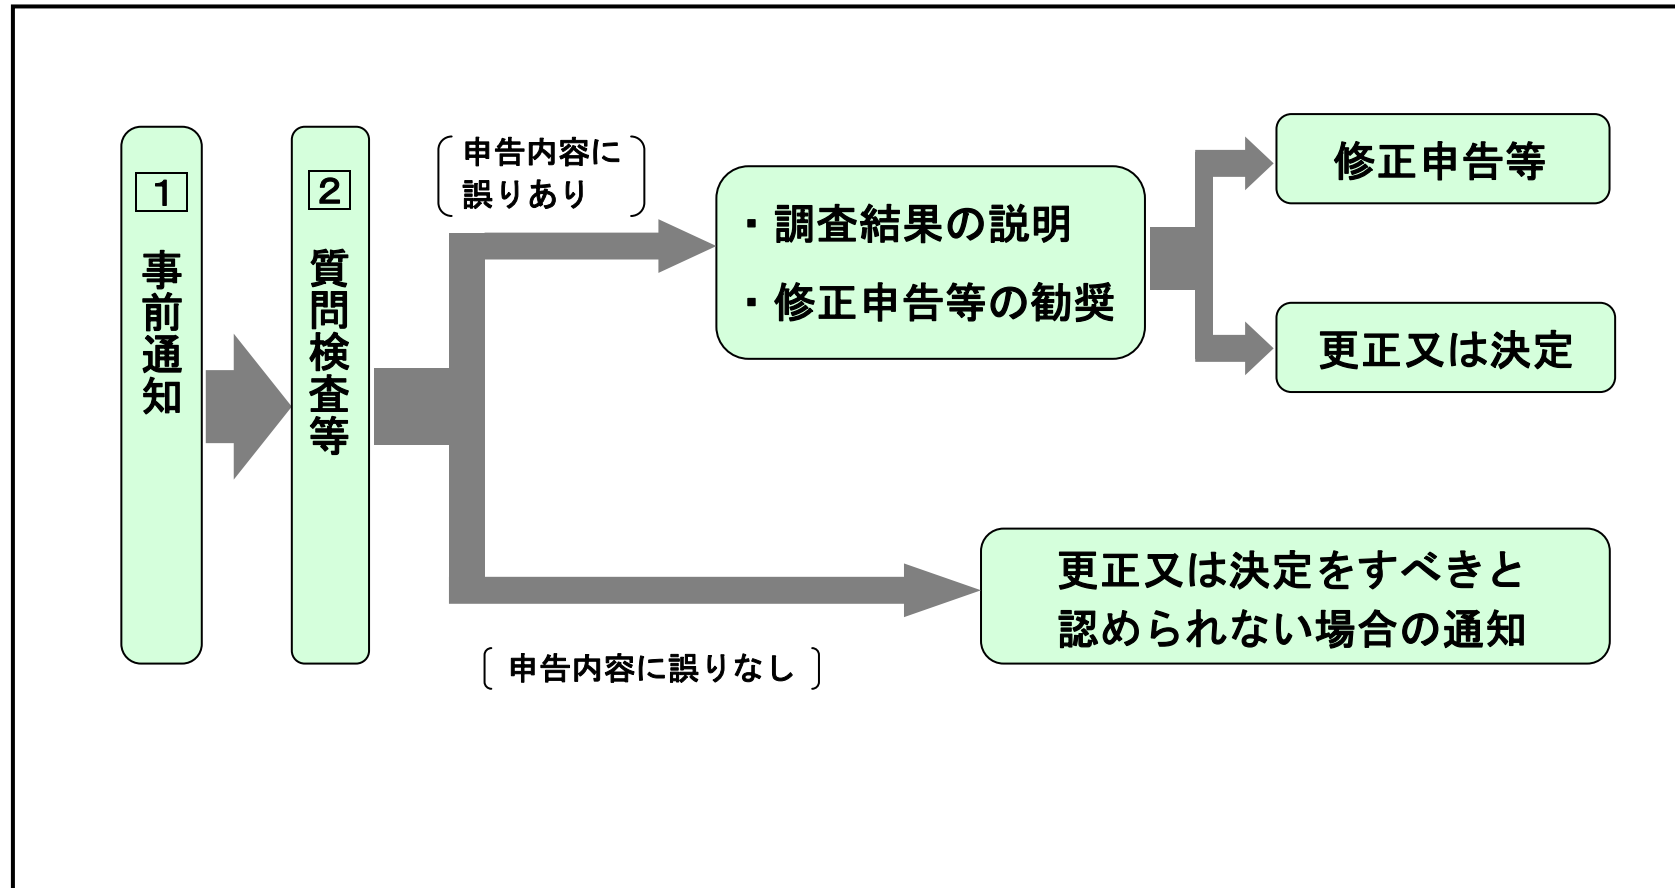 １
事前通知
２
質問検査等
申告内容に
誤りあり
・調査結果の説明
・修正申告等の勧奨
修正申告等
更正又は決定
更正又は決定をすべきと
認められない場合の通知
申告内容に誤りなし